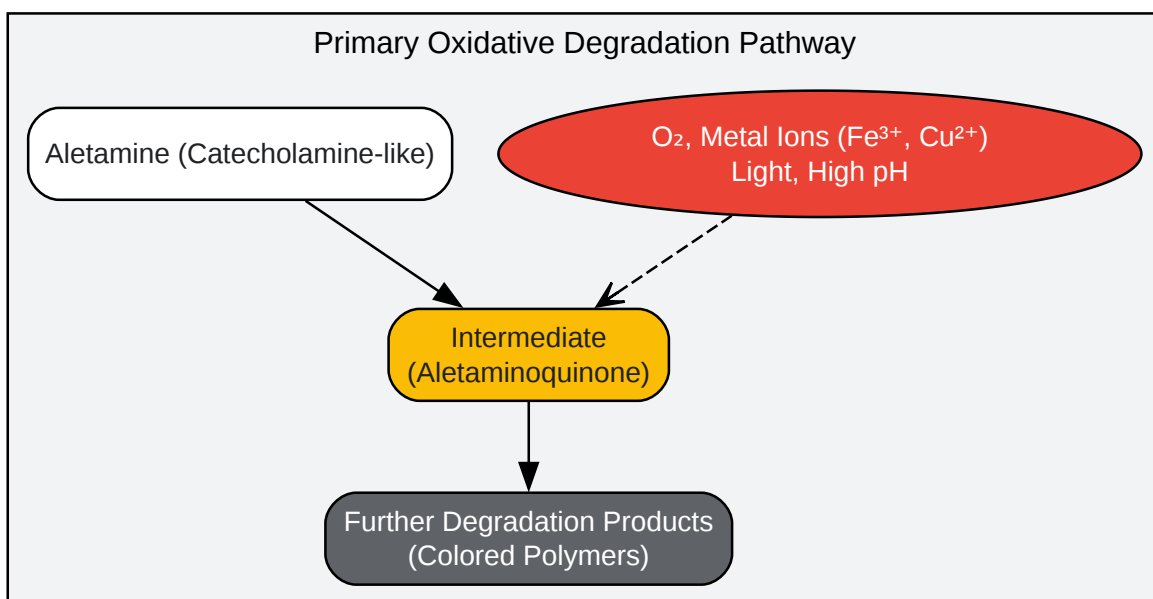 Primary Oxidative Degradation Pathway
Aletamine (Catecholamine-like)
O₂, Metal Ions (Fe³⁺, Cu²⁺)
Light, High pH
Intermediate
(Aletaminoquinone)
Further Degradation Products
(Colored Polymers)